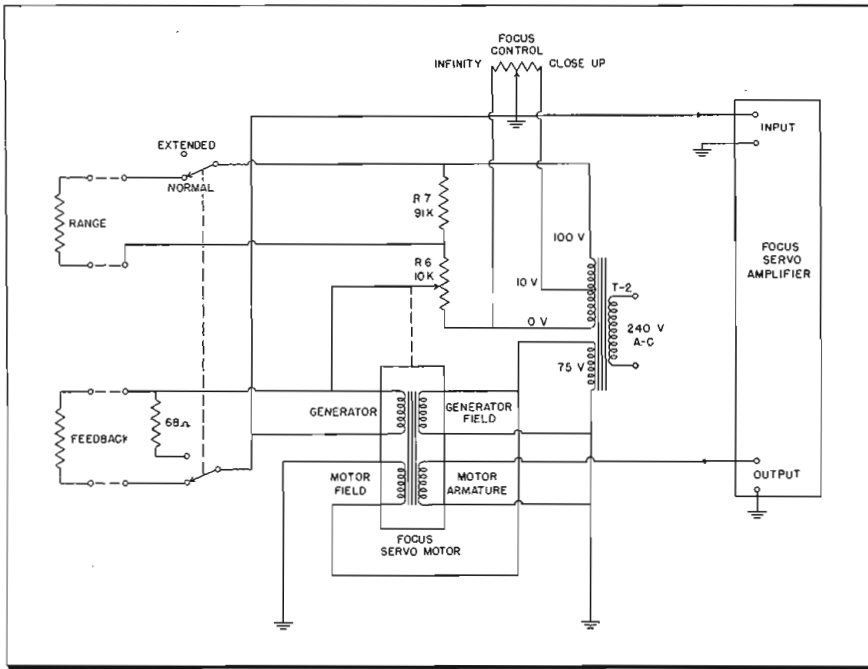 FOCUS
CONTROL
INFINITY
CLOSE UP
INPUT
EXTENDED
NORMAL
RANGE
R 7
91K
R 6
10K
100 V
10 V
T-2
0 V
240 V
A-C
75 V
FOCUS
SERVO
AMPLIFIER
GENERATOR
GENERATOR
FIELD
68Ω
FEEDBACK
MOTOR
FIELD
MOTOR
ARMATURE
OUTPUT
FOCUS
SERVO MOTOR